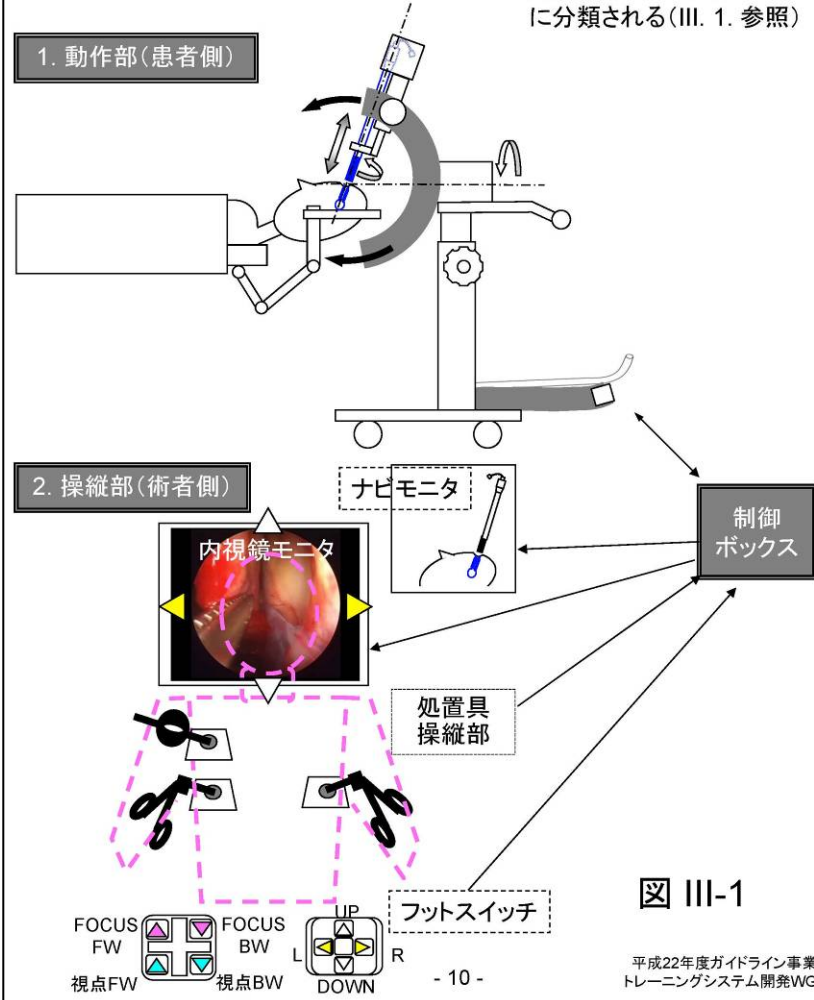 に分類される(III. 1. 参照)
1. 動作部(患者側)
2. 操縦部(術者側)
ナビモニタ
内視鏡モニタ
制御
ボックス
処置具
操縦部
フットスイッチ
FOCUS
FW
FOCUS
BW
視点FW
視点BW
UP
L
R
DOWN
図 III-1
- 10 -
平成22年度ガイドライン事業
トレーニングシステム開発WG